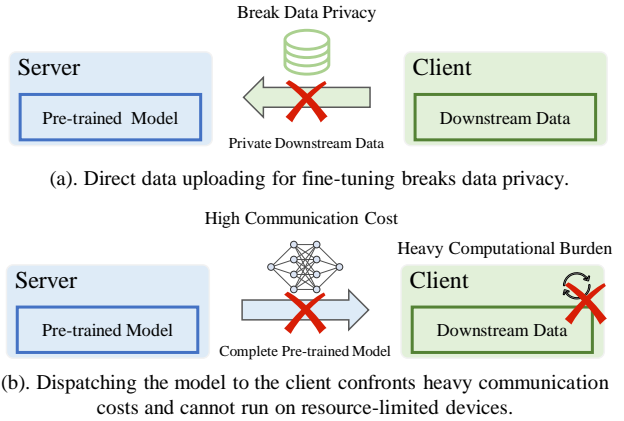 Break Data Privacy
Server
Client
Pre-trained Model
Downstream Data
Private Downstream Data
(a). Direct data uploading for fine-tuning breaks data privacy.
High Communication Cost
Heavy Computational Burden
Server
Client
Pre-trained Model
Downstream Data
Complete Pre-trained Model
(b). Dispatching the model to the client confronts heavy communication
costs and cannot run on resource-limited devices.